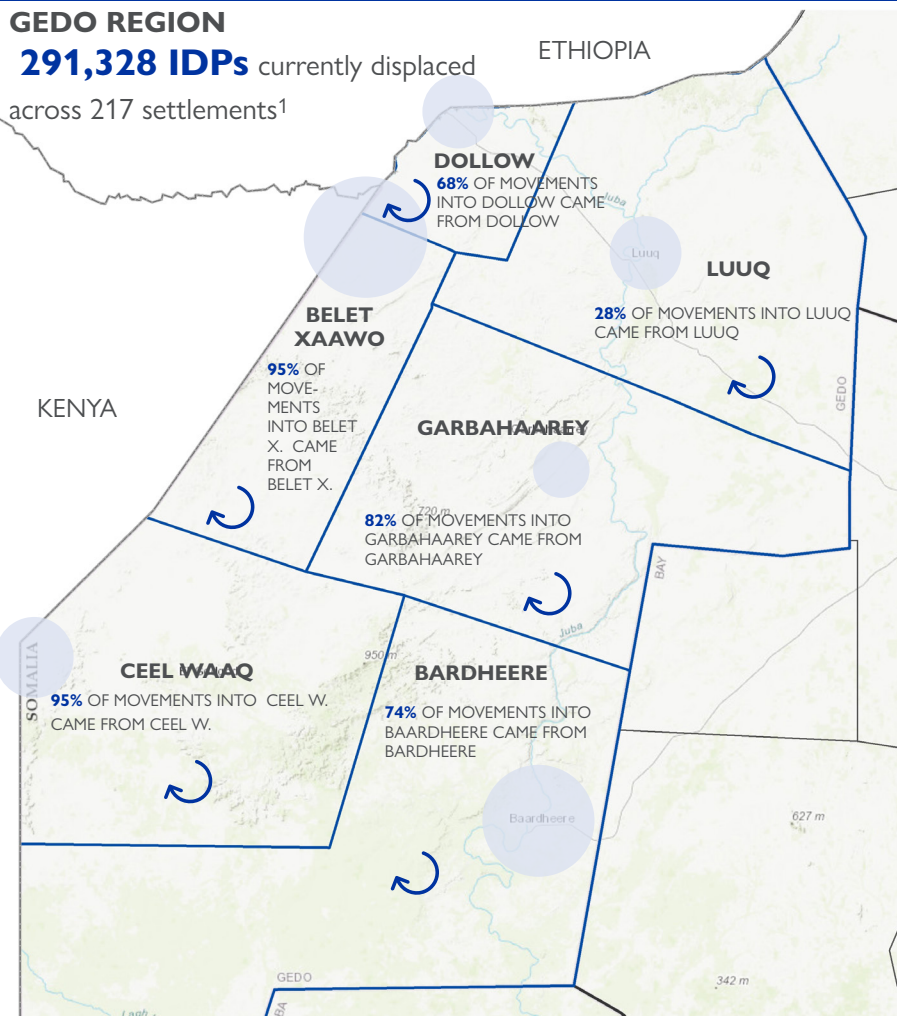 GEDO REGION
291,328 IDPs currently displaced
across 217 settlements¹
ETHIOPIA
DOLLOW
68% OF MOVEMENTS
INTO DOLLOW CAME
FROM DOLLOW
Juba
Luuq
LUUQ
28% OF MOVEMENTS INTO LUUQ
CAME FROM LUUQ
BELET
XAAWO
95% OF
MOVE-
MENTS
INTO BELET
X. CAME
FROM
BELET X.
KENYA
GEDO
GARBAHAAREY
720 m
82% OF MOVEMENTS INTO
GARBAHAAREY CAME FROM
GARBAHAAREY
BAY
Juba
950 m
SOMALIA
CEEL WAAQ
95% OF MOVEMENTS INTO CEEL W.
CAME FROM CEEL W.
BARDHEERE
74% OF MOVEMENTS INTO
BAARDHEERE CAME FROM
BARDHEERE
Baardheere
627 m
GEDO
342 m